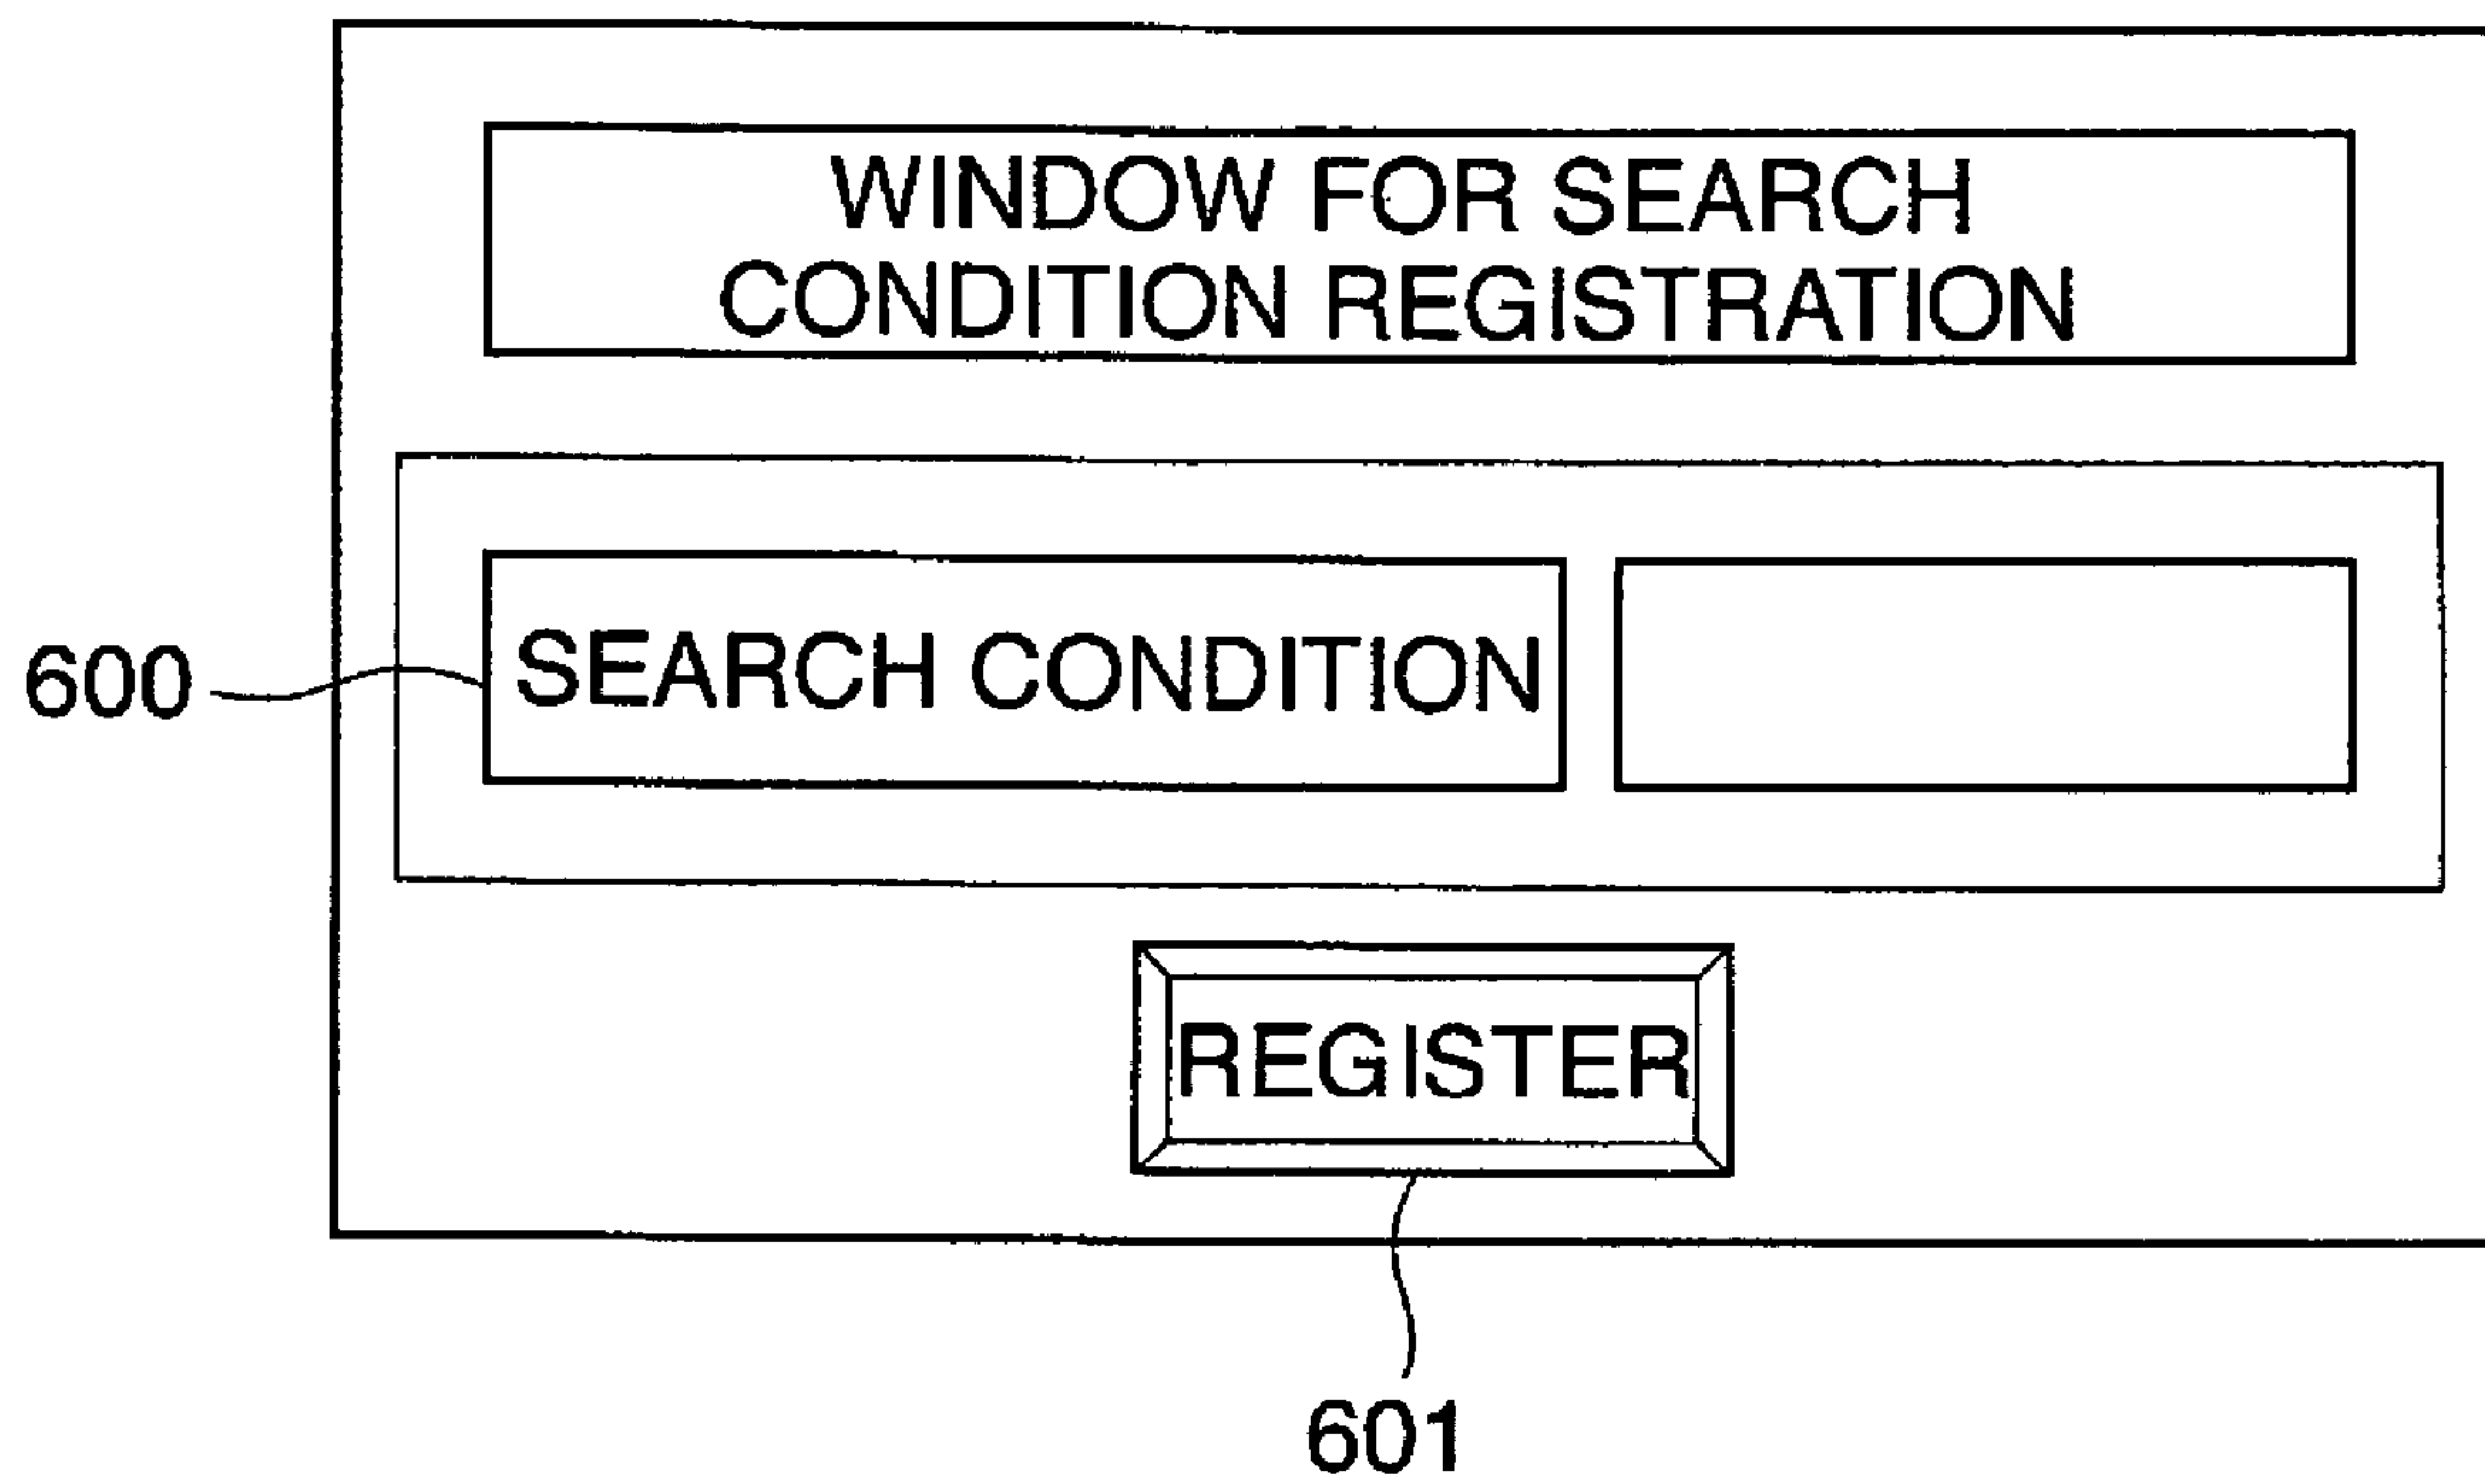 WINDOW FOR SEARCH
CONDITION REGISTRATION
600
SEARCH CONDITION
REGISTER
601